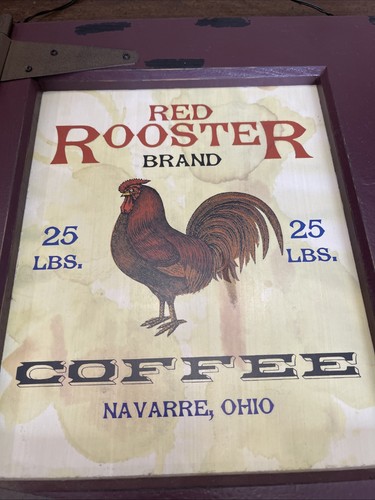 RED
ROOSTER
BRAND
25 LBS.
25 LBS.
COFFEE
NAVARRE, OHIO